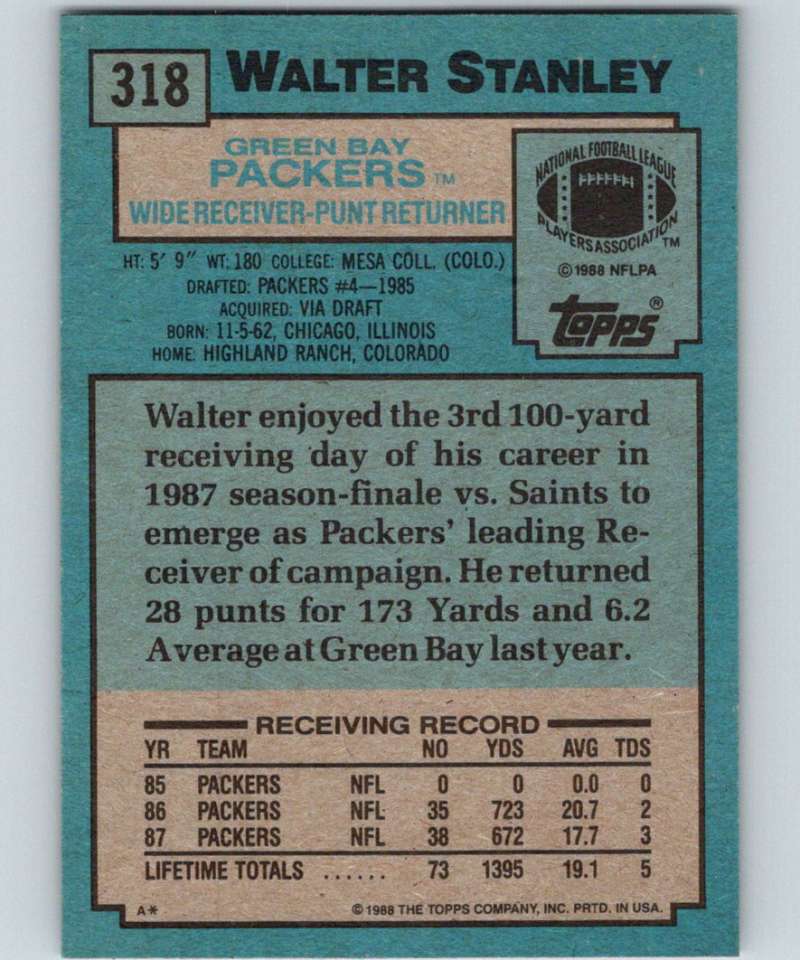 318 WALTER STANLEY
GREEN BAY
PACKERS™
WIDE RECEIVER-PUNT RETURNER
NATIONAL FOOTBALL LEAGUE
PLAYERS ASSOCIATION™
©1988 NFLPA
TOPPS®
HT: 5' 9" WT: 180 COLLEGE: MESA COLL. (COLO.)
DRAFTED: PACKERS #4—1985
ACQUIRED: VIA DRAFT
BORN: 11-5-62, CHICAGO, ILLINOIS
HOME: HIGHLAND RANCH, COLORADO
Walter enjoyed the 3rd 100-yard
receiving day of his career in
1987 season-finale vs. Saints to
emerge as Packers' leading Re-
ceiver of campaign. He returned
28 punts for 173 Yards and 6.2
Average at Green Bay last year.
RECEIVING RECORD
YR TEAM NO YDS AVG TDS
85 PACKERS NFL 0 0 0.0 0
86 PACKERS NFL 35 723 20.7 2
87 PACKERS NFL 38 672 17.7 3
LIFETIME TOTALS ...... 73 1395 19.1 5
A* ©1988 THE TOPPS COMPANY, INC. PRTD. IN USA.